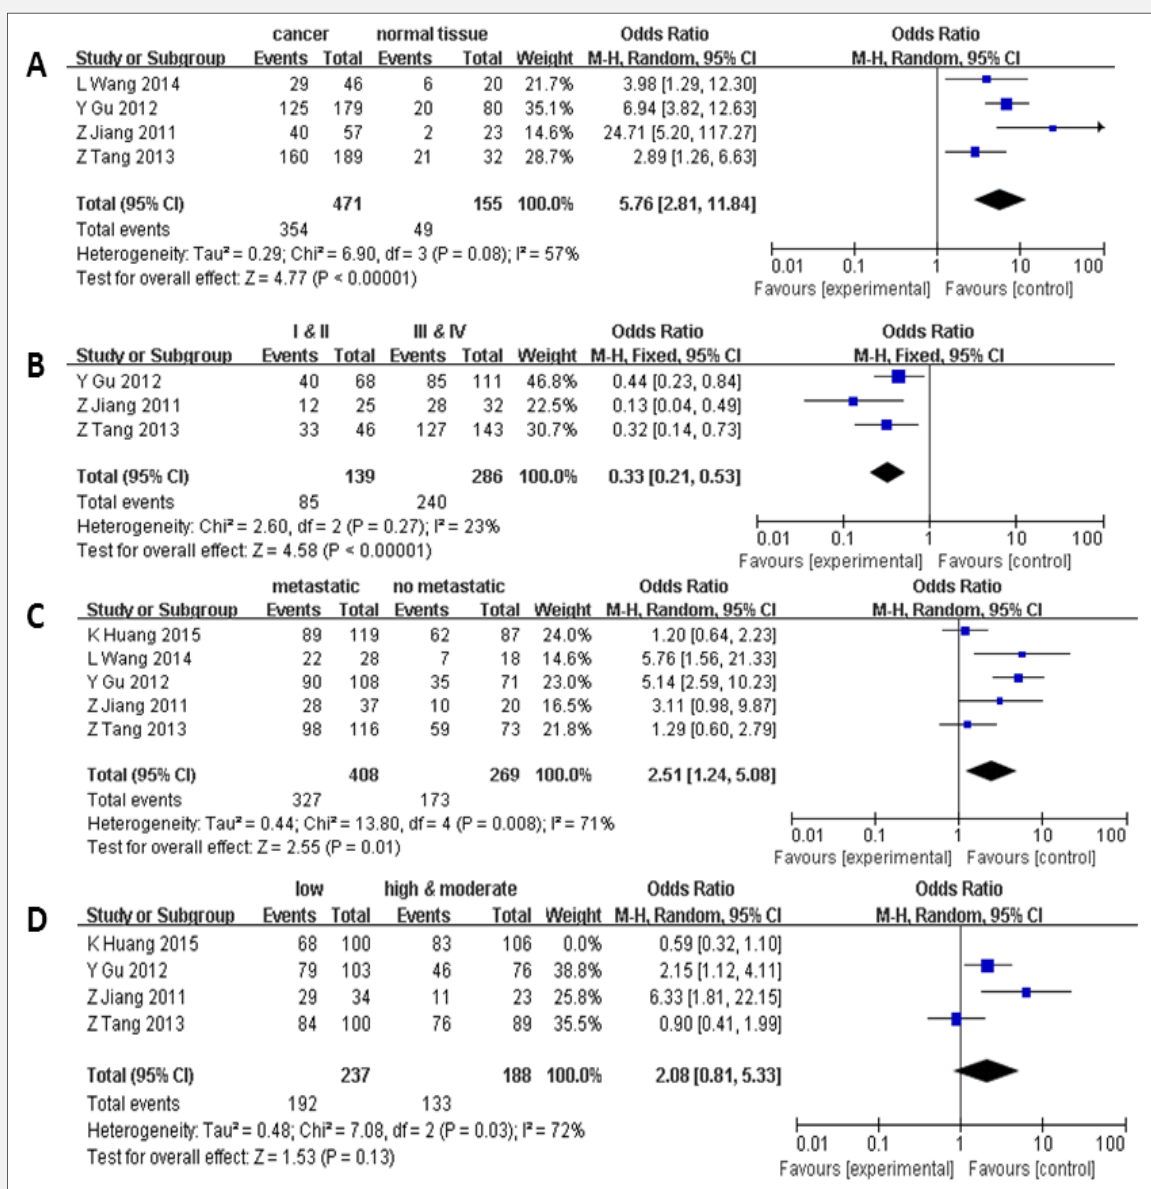 A
cancer normal tissue Odds Ratio Odds Ratio
Study or Subgroup Events Total Events Total Weight M-H, Random, 95% CI M-H, Random, 95% CI
L Wang 2014 29 46 6 20 21.7% 3.98 [1.29, 12.30]
Y Gu 2012 125 179 20 80 35.1% 6.94 [3.82, 12.63]
Z Jiang 2011 40 57 2 23 14.6% 24.71 [5.20, 117.27]
Z Tang 2013 160 189 21 32 28.7% 2.89 [1.26, 6.63]
Total (95% CI) 471 155 100.0% 5.76 [2.81, 11.84]
Total events 354 49
Heterogeneity: Tau² = 0.29; Chi² = 6.90, df = 3 (P = 0.08); I² = 57%
Test for overall effect: Z = 4.77 (P < 0.00001)
0.01 0.1 1 10 100
Favours [experimental] Favours [control]
B
I & II III & IV Odds Ratio Odds Ratio
Study or Subgroup Events Total Events Total Weight M-H, Fixed, 95% CI M-H, Fixed, 95% CI
Y Gu 2012 40 68 85 111 46.8% 0.44 [0.23, 0.84]
Z Jiang 2011 12 25 28 32 22.5% 0.13 [0.04, 0.49]
Z Tang 2013 33 46 127 143 30.7% 0.32 [0.14, 0.73]
Total (95% CI) 139 286 100.0% 0.33 [0.21, 0.53]
Total events 85 240
Heterogeneity: Chi² = 2.60, df = 2 (P = 0.27); I² = 23%
Test for overall effect: Z = 4.58 (P < 0.00001)
0.01 0.1 1 10 100
Favours [experimental] Favours [control]
C
metastatic no metastatic Odds Ratio Odds Ratio
Study or Subgroup Events Total Events Total Weight M-H, Random, 95% CI M-H, Random, 95% CI
K Huang 2015 89 119 62 87 24.0% 1.20 [0.64, 2.23]
L Wang 2014 22 28 7 18 14.6% 5.76 [1.56, 21.33]
Y Gu 2012 90 108 35 71 23.0% 5.14 [2.59, 10.23]
Z Jiang 2011 28 37 10 20 16.5% 3.11 [0.98, 9.87]
Z Tang 2013 98 116 59 73 21.8% 1.29 [0.60, 2.79]
Total (95% CI) 408 269 100.0% 2.51 [1.24, 5.08]
Total events 327 173
Heterogeneity: Tau² = 0.44; Chi² = 13.80, df = 4 (P = 0.008); I² = 71%
Test for overall effect: Z = 2.55 (P = 0.01)
0.01 0.1 1 10 100
Favours [experimental] Favours [control]
D
low high & moderate Odds Ratio Odds Ratio
Study or Subgroup Events Total Events Total Weight M-H, Random, 95% CI M-H, Random, 95% CI
K Huang 2015 68 100 83 106 0.0% 0.59 [0.32, 1.10]
Y Gu 2012 79 103 46 76 38.8% 2.15 [1.12, 4.11]
Z Jiang 2011 29 34 11 23 25.8% 6.33 [1.81, 22.15]
Z Tang 2013 84 100 76 89 35.5% 0.90 [0.41, 1.99]
Total (95% CI) 237 188 100.0% 2.08 [0.81, 5.33]
Total events 192 133
Heterogeneity: Tau² = 0.48; Chi² = 7.08, df = 2 (P = 0.03); I² = 72%
Test for overall effect: Z = 1.53 (P = 0.13)
0.01 0.1 1 10 100
Favours [experimental] Favours [control]